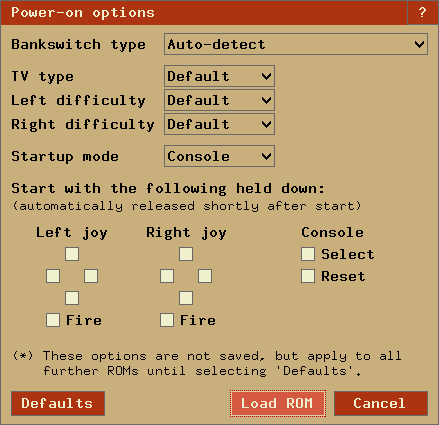 Power-on options ?
Bankswitch type Auto-detect
TV type Default
Left difficulty Default
Right difficulty Default
Startup mode Console
Start with the following held down:
(automatically released shortly after start)
Left joy Right joy Console
Select
Reset
Fire Fire
(*) These options are not saved, but apply to all
further ROMs until selecting 'Defaults'.
Defaults Load ROM Cancel